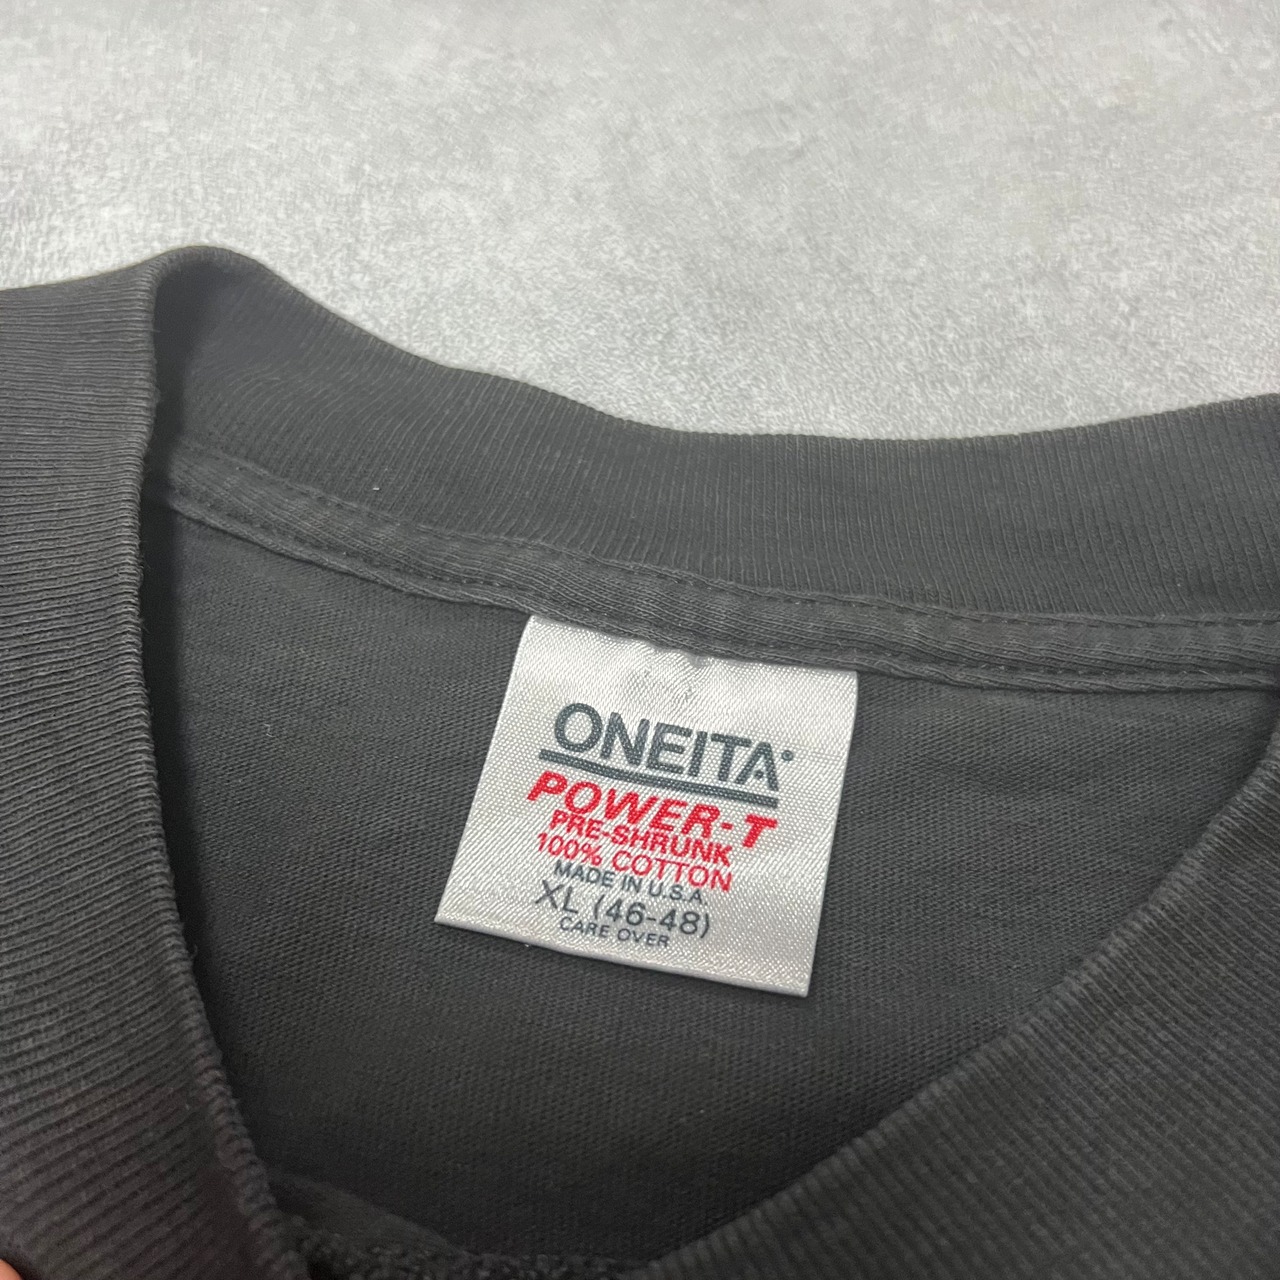 ONEITA
POWER-T
PRE-SHRUNK
100% COTTON
MADE IN U.S.A.
XL (46-48)
CARE OVER